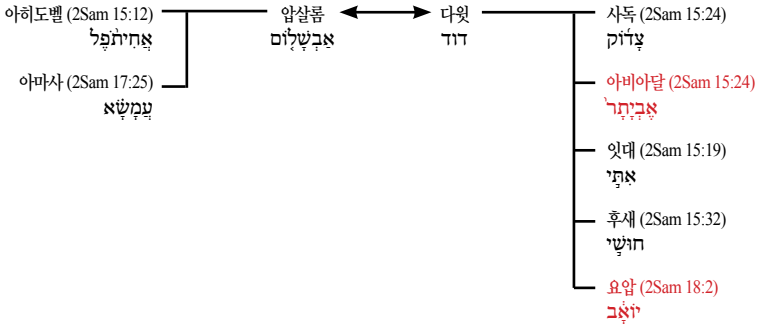 아히도벨 (2Sam 15:12)
אֲחִיתֹ֨פֶל
아마사 (2Sam 17:25)
עֲמָשָׂ֗א
압살롬
אַבְשָׁל֤וֹם
다윗
דוד
사독 (2Sam 15:24)
צָד֜וֹק
아비아달 (2Sam 15:24)
אֶבְיָתָר֙
잇대 (2Sam 15:19)
אִתַּ֣י
후새 (2Sam 15:32)
חוּשַׁ֣י
요압 (2Sam 18:2)
יוֹאָ֔ב